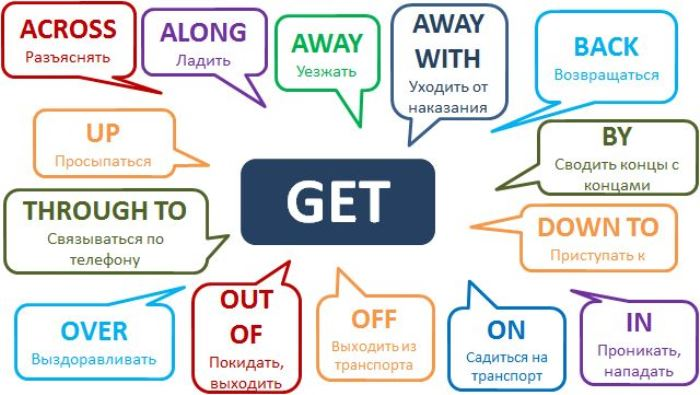 ACROSS
Разъяснять
ALONG
Ладить
AWAY
Уезжать
AWAY
WITH
Уходить от
наказания
BACK
Возвращаться
UP
Просыпаться
GET
BY
Сводить концы с
концами
THROUGH TO
Связываться по
телефону
DOWN TO
Приступать к
OVER
Выздоравливать
OUT
OF
Покидать,
выходить
OFF
Выходить из
транспорта
ON
Садиться на
транспорт
IN
Проникать,
нападать